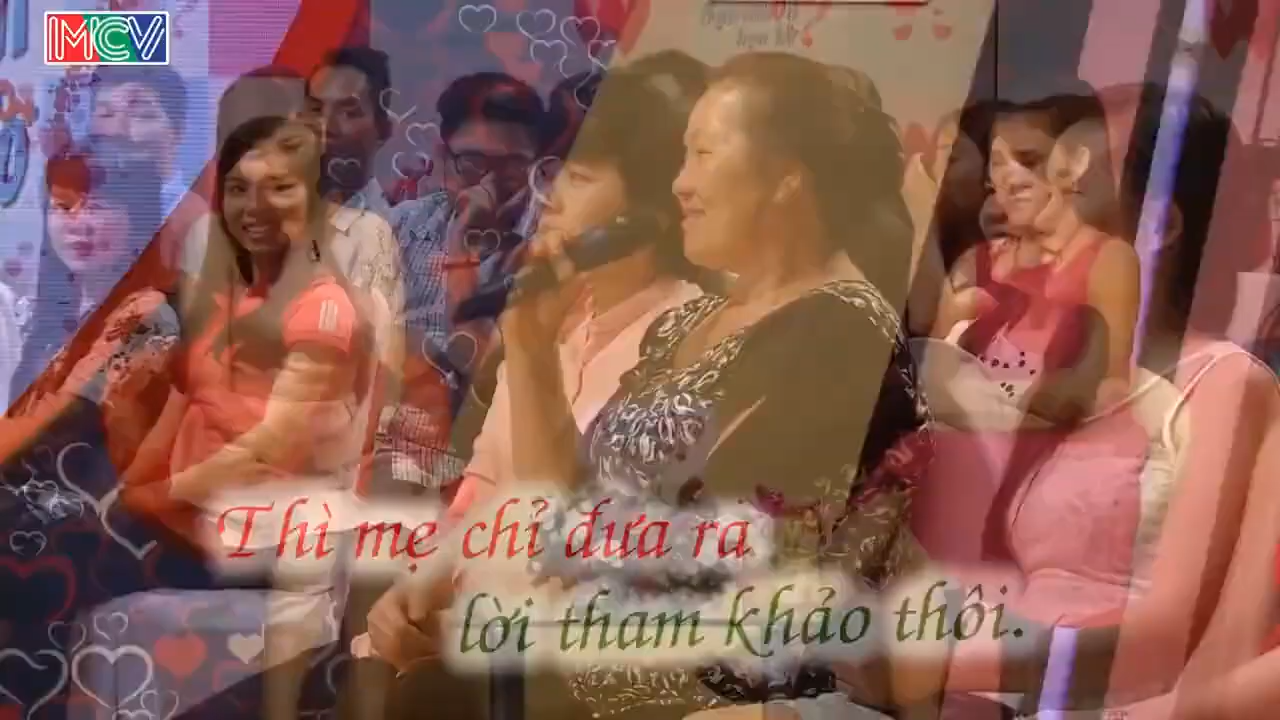 MCV
Thì mẹ chỉ đưa ra
lời tham khảo thôi.